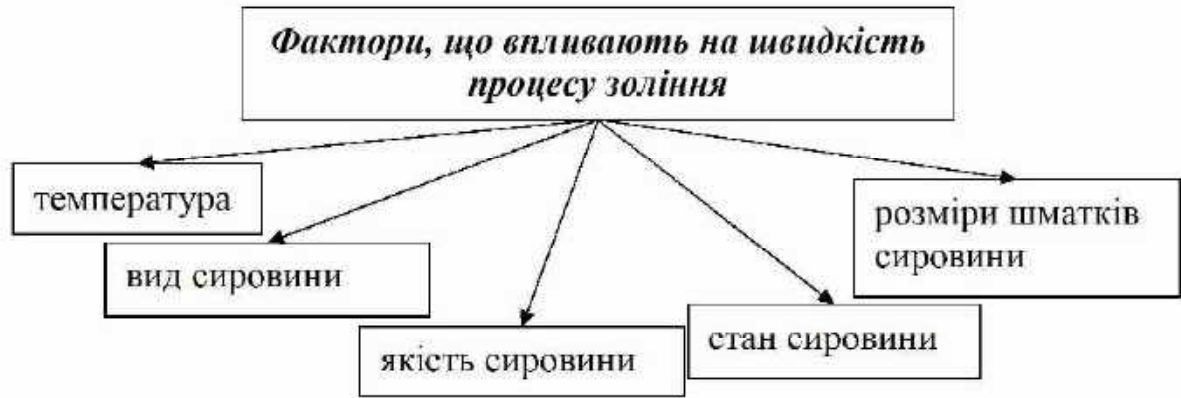 Фактори, що впливають на швидкість
процесу зоління
температура
вид сировини
якість сировини
стан сировини
розміри шматків
сировини